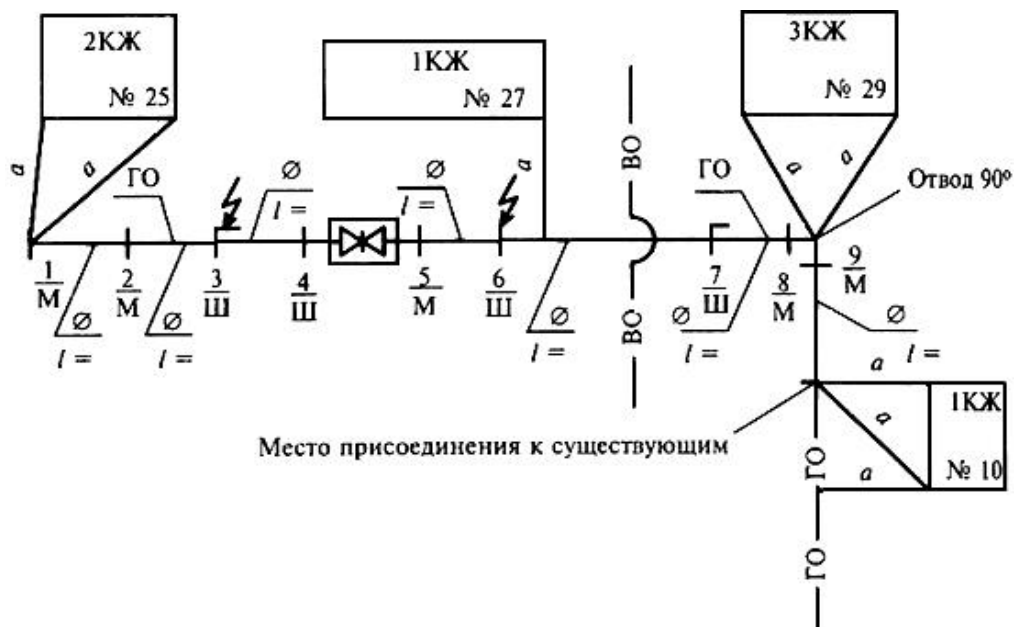 2КЖ
№ 25
1КЖ
№ 27
3КЖ
№ 29
a
a
a
a
a
ГО
Ø
l =
Ø
l =
ВО
ГО
Отвод 90º
1
М
2
М
3
Ш
4
Ш
5
М
6
Ш
7
Ш
8
М
9
М
Ø
l =
Ø
l =
Ø
l =
ВО
Ø
l =
Ø
l =
a
Место присоединения к существующим
1КЖ
a
ГО
a
№ 10
ГО